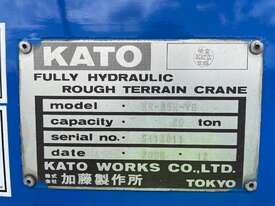 KATO
FULLY HYDRAULIC
ROUGH TERRAIN CRANE
model
capacity ton
serial no.
date
KATO WORKS CO.,LTD.
株式会社 加藤製作所 TOKYO